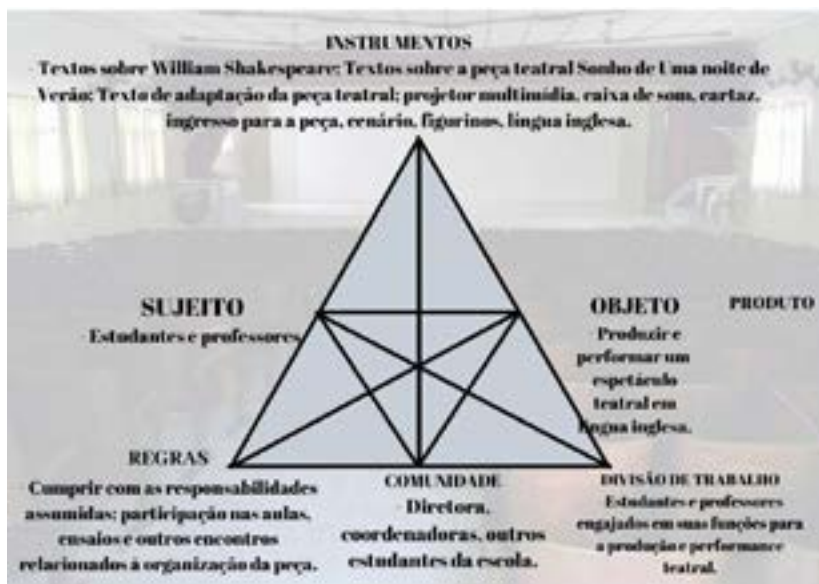 INSTRUMENTOS
- Textos sobre William Shakespeare; Textos sobre a peça teatral Sonho de Uma noite de
Verão; Texto de adaptação da peça teatral; projetor multimídia, caixa de som, cartaz,
ingresso para a peça, cenário, figurinos, língua inglesa.
SUJEITO
- Estudantes e professores
OBJETO
- Produzir e
performar um
espetáculo
teatral em
língua inglesa.
PRODUTO
REGRAS
Cumprir com as responsabilidades
assumidas: participação nas aulas,
ensaios e outros encontros
relacionados à organização da peça.
COMUNIDADE
- Diretora,
coordenadoras, outros
estudantes da escola.
DIVISÃO DE TRABALHO
Estudantes e professores
engajados em suas funções para
a produção e performance
teatral.